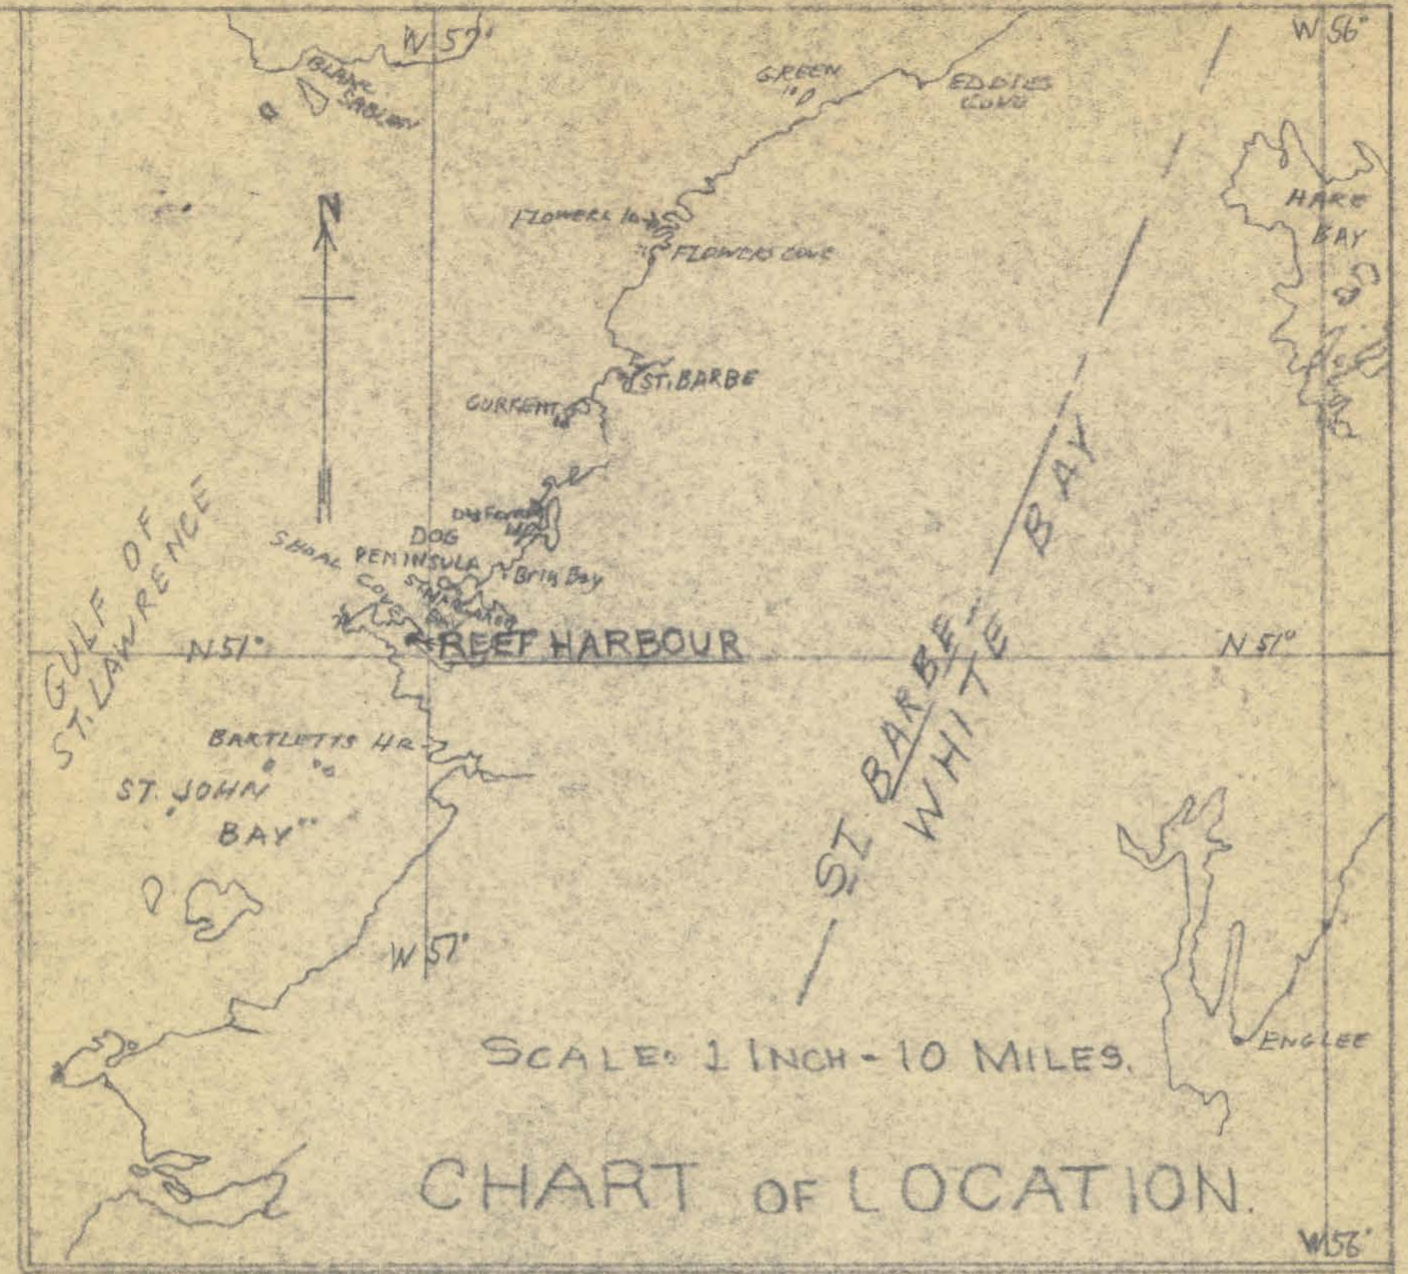 W 57°
W 56°
BLANC
SABLON
GREEN
EDDIES
COVE
HARE
BAY
N
FLOWERS
FLOWERS COVE
ST. BARBE
CURRENT
GULF OF
ST. LAWRENCE
DOG
PENINSULA
SHOAL
COVE
Brig Bay
REEF HARBOUR
N 51°
N 51°
ST. BARBE
WHITE BAY
BARTLETTS HR
ST. JOHN
BAY
W 57°
SCALE: 1 INCH - 10 MILES.
ENGLEE
CHART OF LOCATION.
W 56°